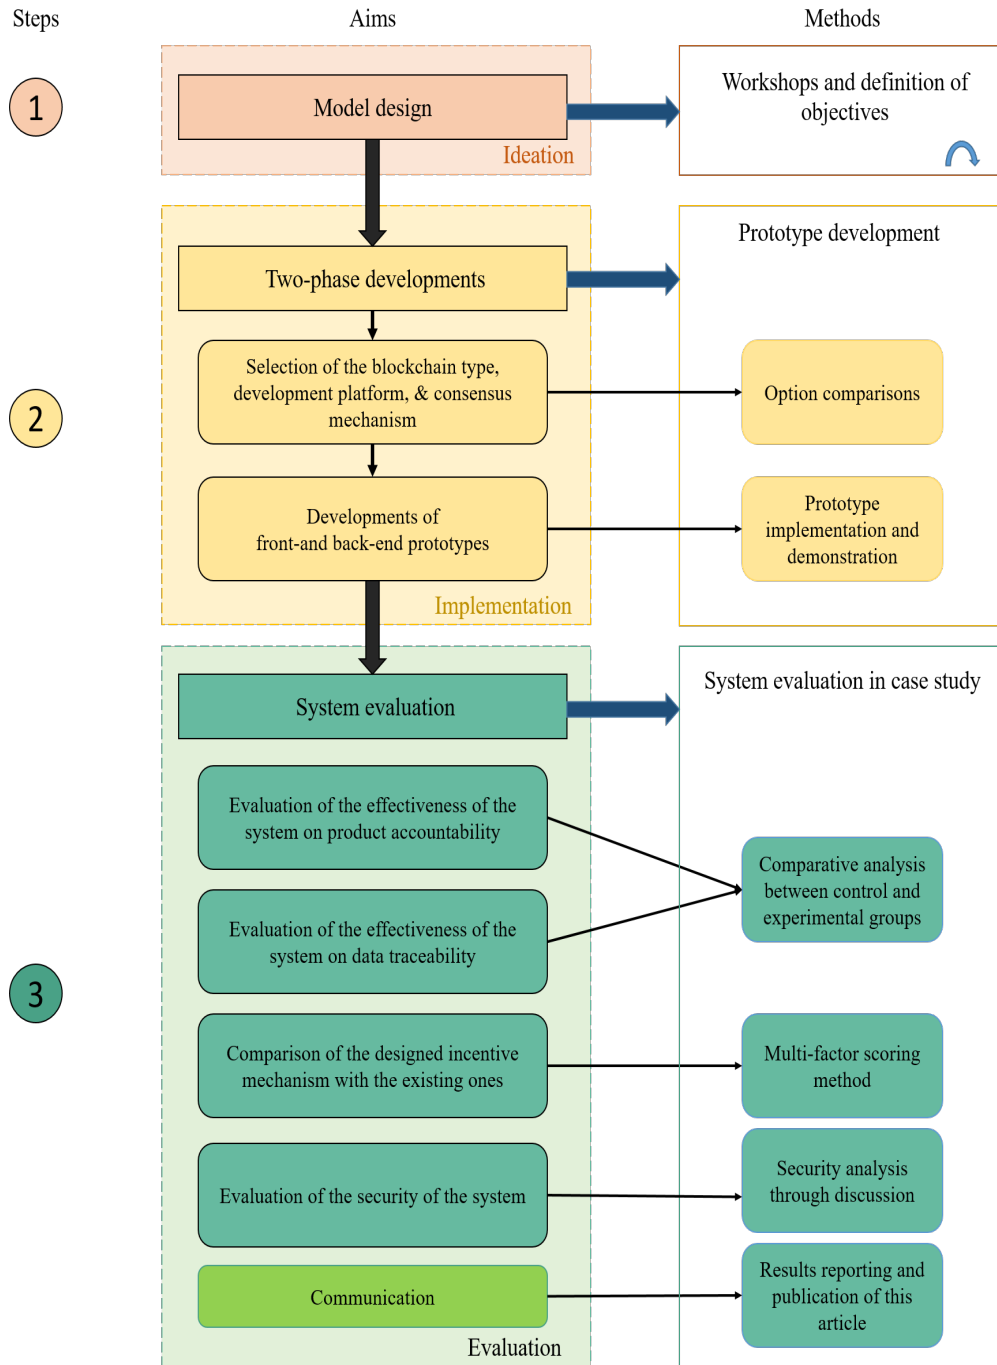 Steps
Aims
Methods
1
Model design
Ideation
Workshops and definition of
objectives
2
Two-phase developments
Selection of the blockchain type,
development platform, & consensus
mechanism
Developments of
front-and back-end prototypes
Implementation
Prototype development
Option comparisons
Prototype
implementation and
demonstration
3
System evaluation
Evaluation of the effectiveness of the
system on product accountability
Evaluation of the effectiveness of the
system on data traceability
Comparison of the designed incentive
mechanism with the existing ones
Evaluation of the security of the system
Communication
Evaluation
System evaluation in case study
Comparative analysis
between control and
experimental groups
Multi-factor scoring
method
Security analysis
through discussion
Results reporting and
publication of this
article